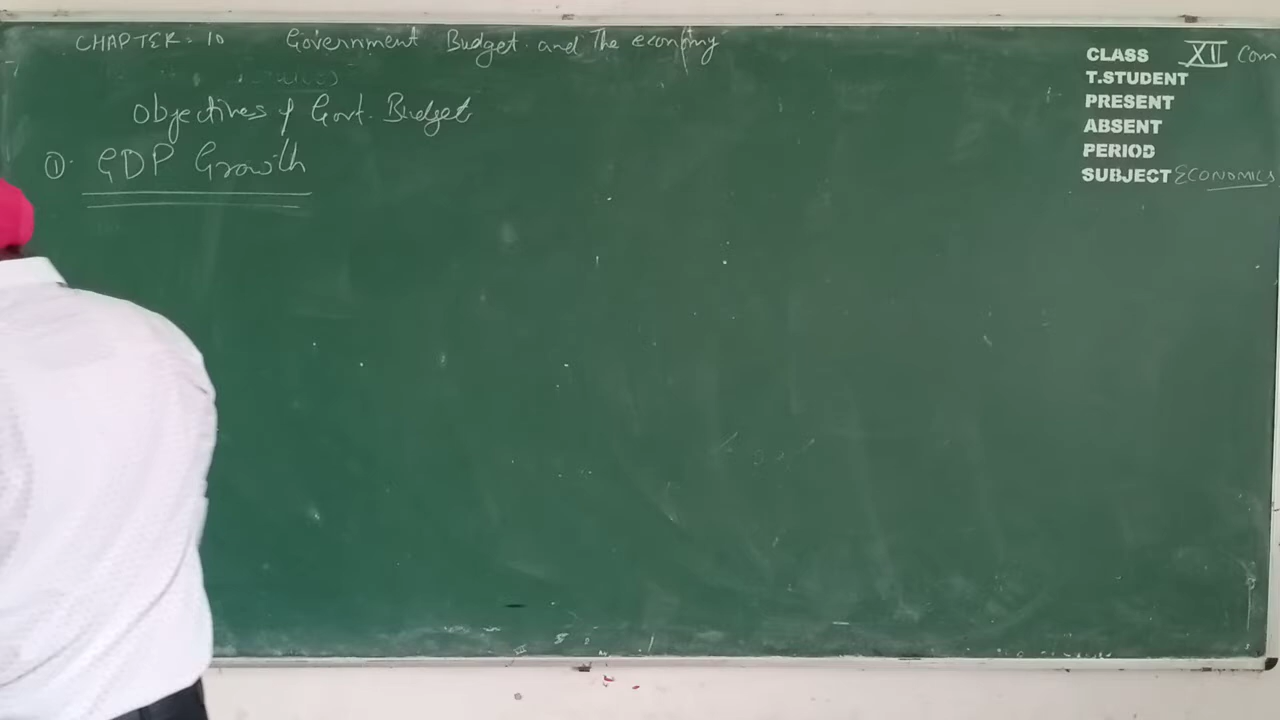 CHAPTER: 10 Government Budget and The economy
Objectives of Govt. Budget
① GDP Growth
CLASS XII Com
T.STUDENT
PRESENT
ABSENT
PERIOD
SUBJECT ECONOMICS